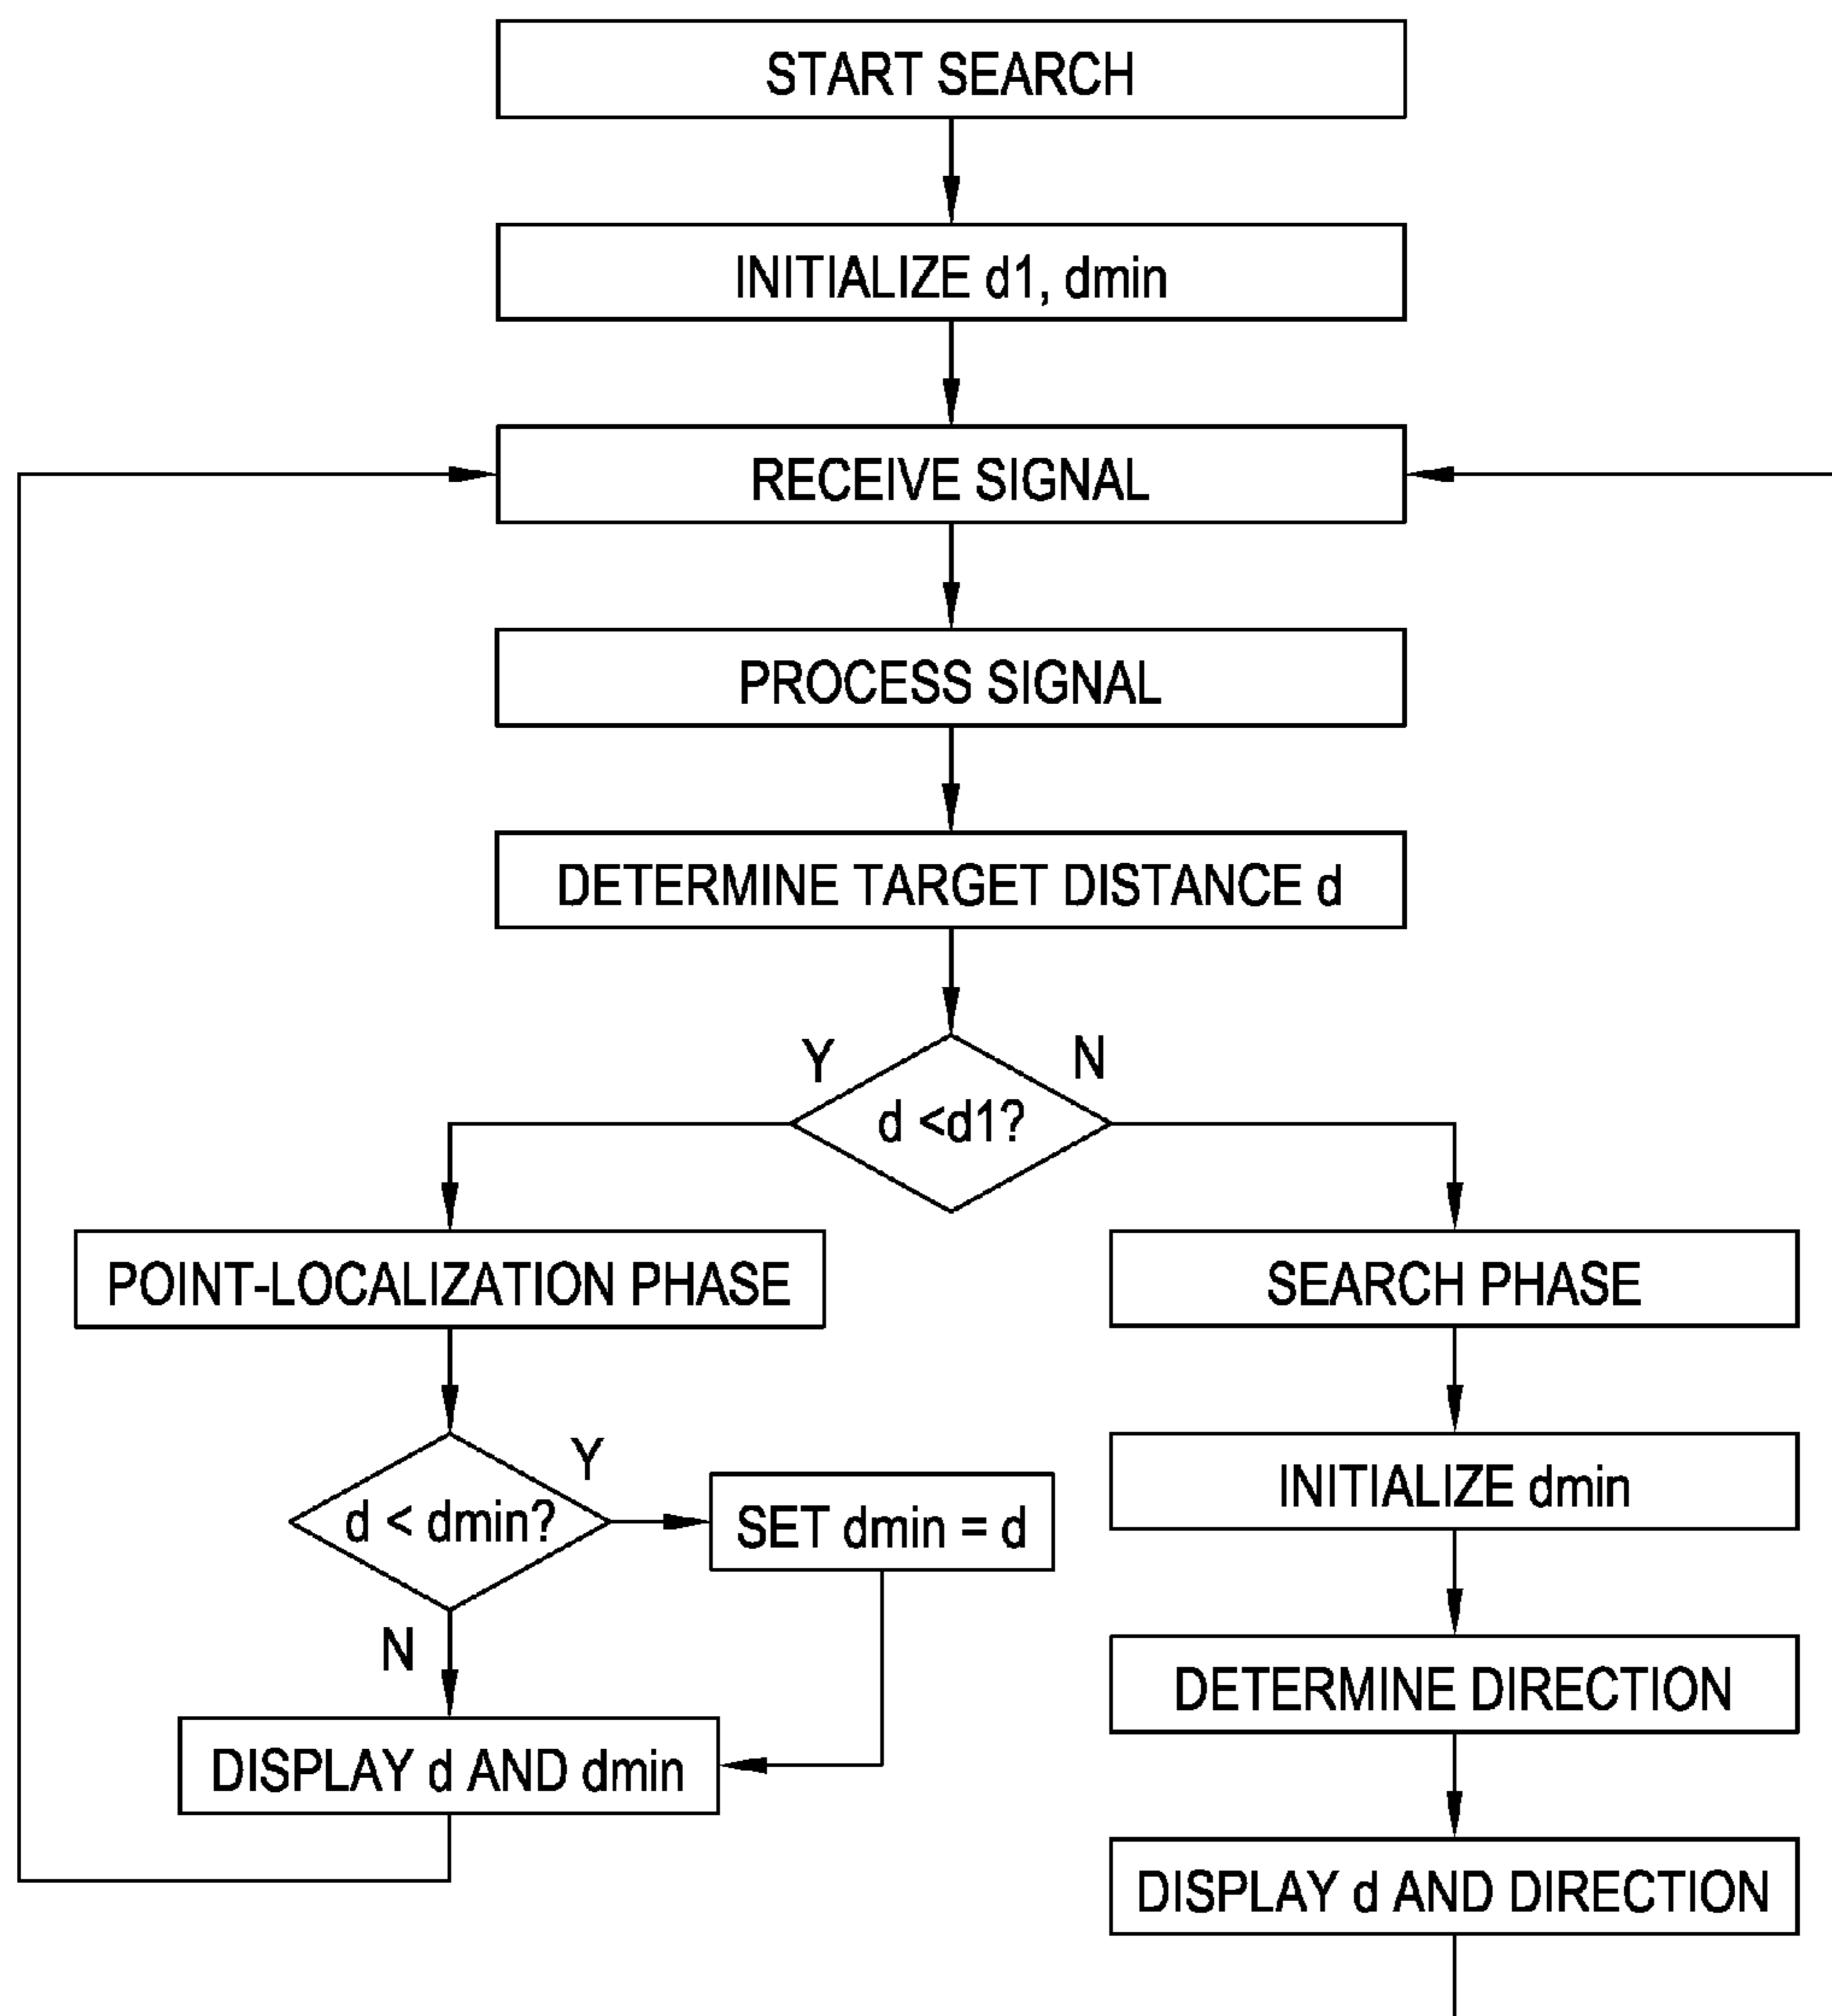 START SEARCH
INITIALIZE d1, dmin
RECEIVE SIGNAL
PROCESS SIGNAL
DETERMINE TARGET DISTANCE d
Y
N
d <d1?
POINT-LOCALIZATION PHASE
SEARCH PHASE
Y
d < dmin?
SET dmin = d
INITIALIZE dmin
N
DETERMINE DIRECTION
DISPLAY d AND dmin
DISPLAY d AND DIRECTION